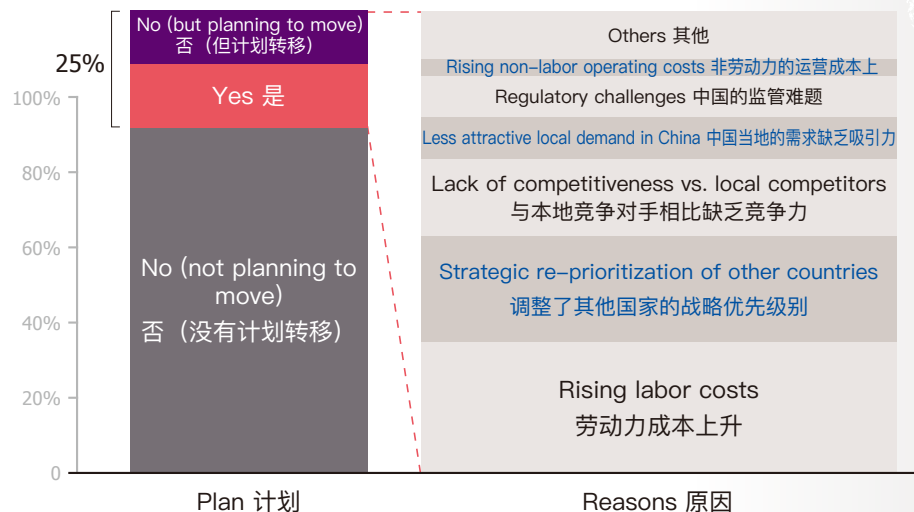 No (but planning to move)
否（但计划转移）
25%
Yes 是
100%
80%
60%
40%
20%
0
No (not planning to
move)
否（没有计划转移）
Plan 计划
Others 其他
Rising non-labor operating costs 非劳动力的运营成本上
Regulatory challenges 中国的监管难题
Less attractive local demand in China 中国当地的需求缺乏吸引力
Lack of competitiveness vs. local competitors
与本地竞争对手相比缺乏竞争力
Strategic re-prioritization of other countries
调整了其他国家的战略优先级别
Rising labor costs
劳动力成本上升
Reasons 原因